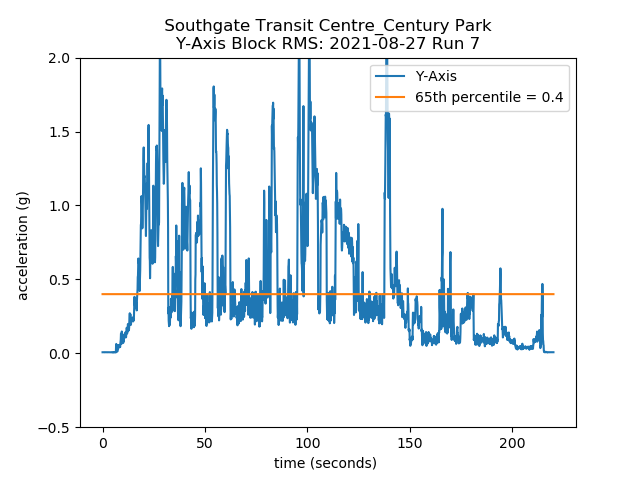 Southgate Transit Centre_Century Park
Y-Axis Block RMS: 2021-08-27 Run 7
2.0
1.5
1.0
0.5
0.0
−0.5
acceleration (g)
Y-Axis
65th percentile = 0.4
0 50 100 150 200
time (seconds)